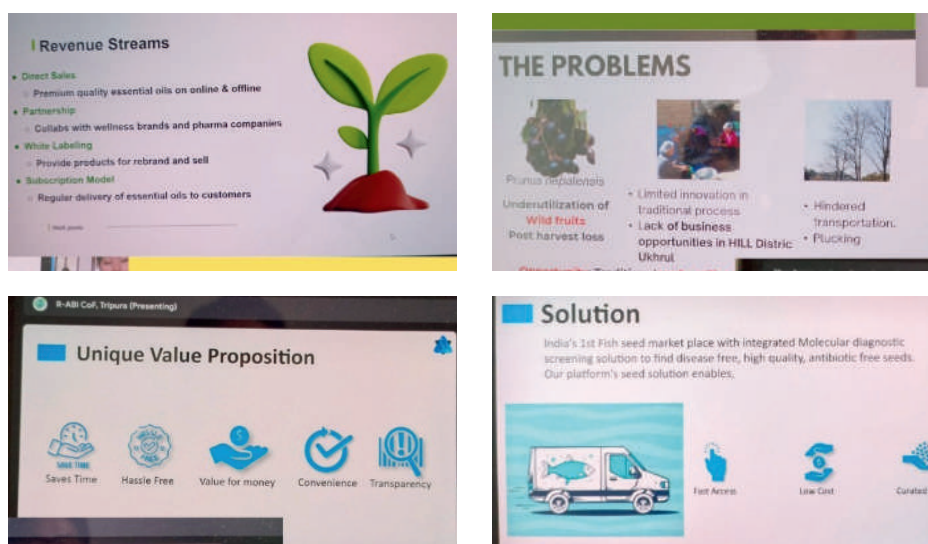 Revenue Streams
Direct Sales
Premium quality essential oils on online & offline
Partnership
Collabs with wellness brands and pharma companies
White Labeling
Provide products for rebrand and sell
Subscription Model
Regular delivery of essential oils to customers
THE PROBLEMS
Prunus nepalensis
Underutilization of
Wild fruits
Post harvest loss
• Limited innovation in
traditional process
• Lack of business
opportunities in HILL Distric
Ukhrul
• Hindered
transportation.
• Plucking
R-ABI CoF, Tripura (Presenting)
Unique Value Proposition
SAVE TIME
Saves Time
HASSLE
FREE
Hassle Free
Value for money
Convenience
Transparency
Solution
India's 1st Fish seed market place with integrated Molecular diagnostic
screening solution to find disease free, high quality, antibiotic free seeds.
Our platform's seed solution enables,
Fast Access
Low Cost
Curated